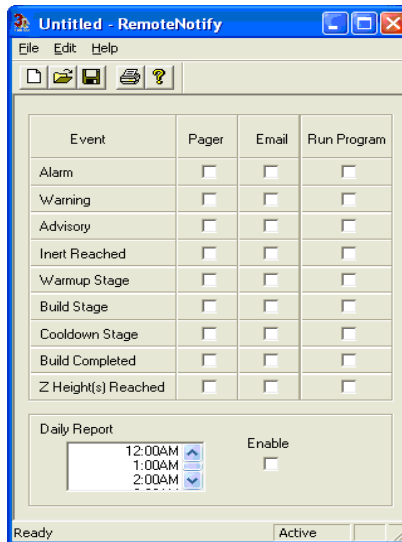 Untitled - RemoteNotify
File Edit Help
Event Pager Email Run Program
Alarm
Warning
Advisory
Inert Reached
Warmup Stage
Build Stage
Cooldown Stage
Build Completed
Z Height(s) Reached
Daily Report
Enable
12:00AM
1:00AM
2:00AM
Ready Active